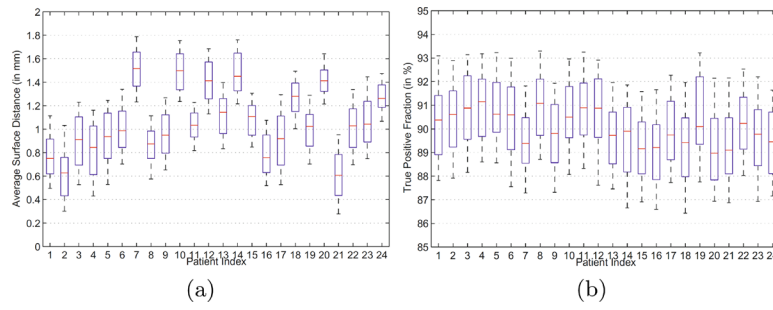 2
1.8
1.6
1.4
1.2
1
0.8
0.6
0.4
0.2
0
Average Surface Distance (in mm)
1 2 3 4 5 6 7 8 9 10 11 12 13 14 15 16 17 18 19 20 21 22 23 24
Patient Index
(a)
95
94
93
92
91
90
89
88
87
86
85
True Positive Fraction (in %)
1 2 3 4 5 6 7 8 9 10 11 12 13 14 15 16 17 18 19 20 21 22 23 24
Patient Index
(b)